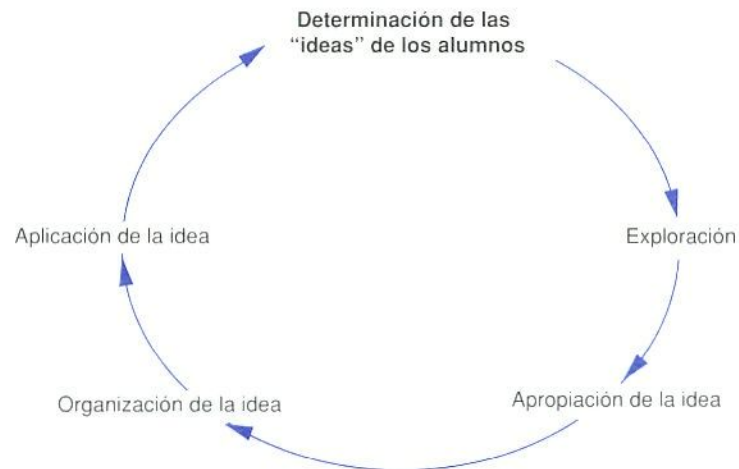 Determinación de las
“ideas” de los alumnos
Exploración
Apropiación de la idea
Organización de la idea
Aplicación de la idea